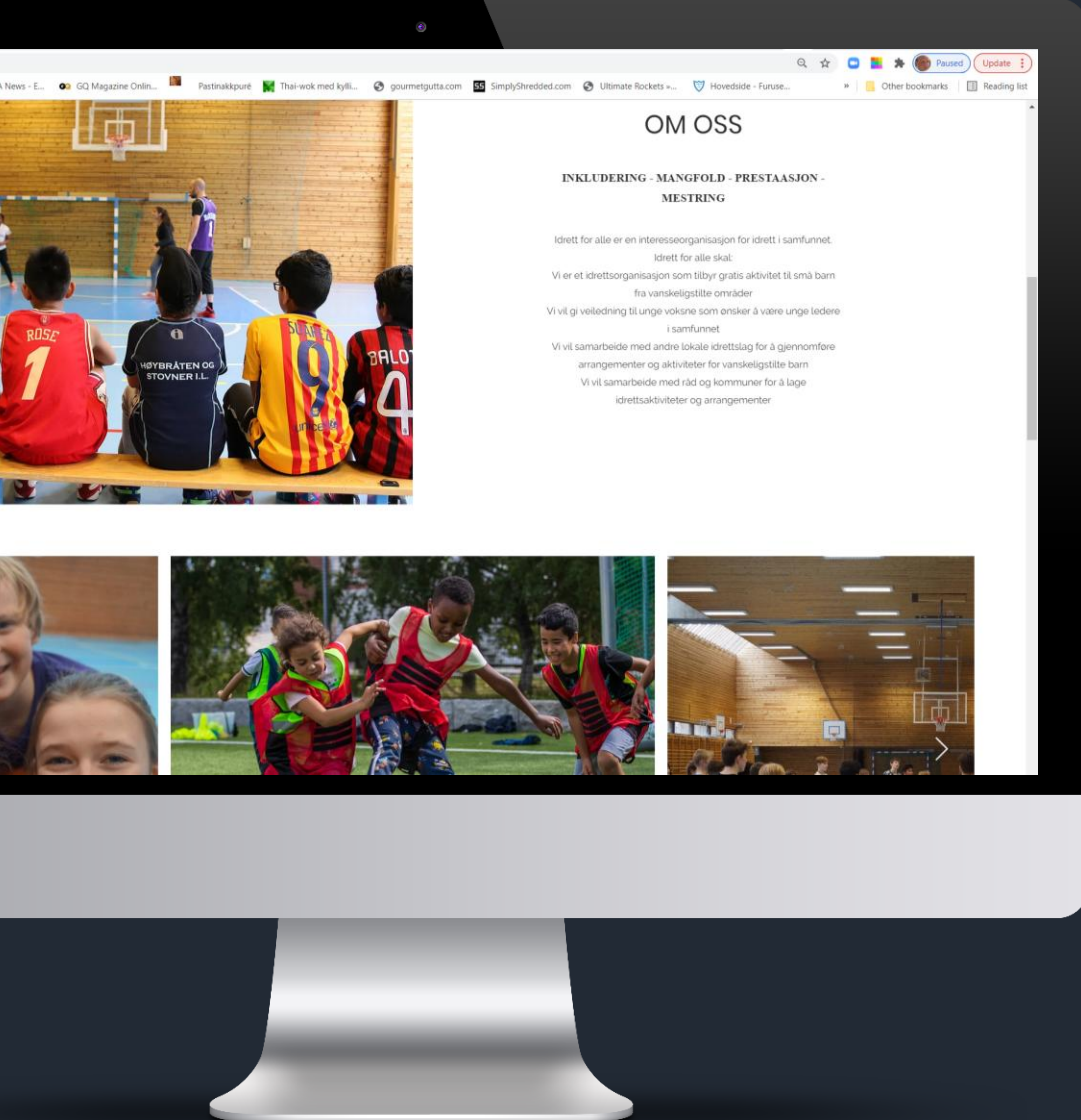 Paused
Update
News - E...
GQ Magazine Onlin...
Pastinakkpuré
Thai-wok med kylli...
gourmetgutta.com
SS SimplyShredded.com
Ultimate Rockets »...
Hovedside - Furuse...
»
Other bookmarks
Reading list
OM OSS
INKLUDERING - MANGFOLD - PRESTAASJON -
MESTRING
Idrett for alle er en interesseorganisasjon for idrett i samfunnet.
Idrett for alle skal:
Vi er et idrettsorganisasjon som tilbyr gratis aktivitet til små barn
fra vanskeligstilte områder
Vi vil gi veiledning til unge voksne som ønsker å være unge ledere
i samfunnet
Vi vil samarbeide med andre lokale idrettslag for å gjennomføre
arrangementer og aktiviteter for vanskeligstilte barn
Vi vil samarbeide med råd og kommuner for å lage
idrettsaktiviteter og arrangementer
ROSE
1
HØYBRÅTEN OG
STOVNER I.L.
SUAREZ
9
unicef
BALOT
4